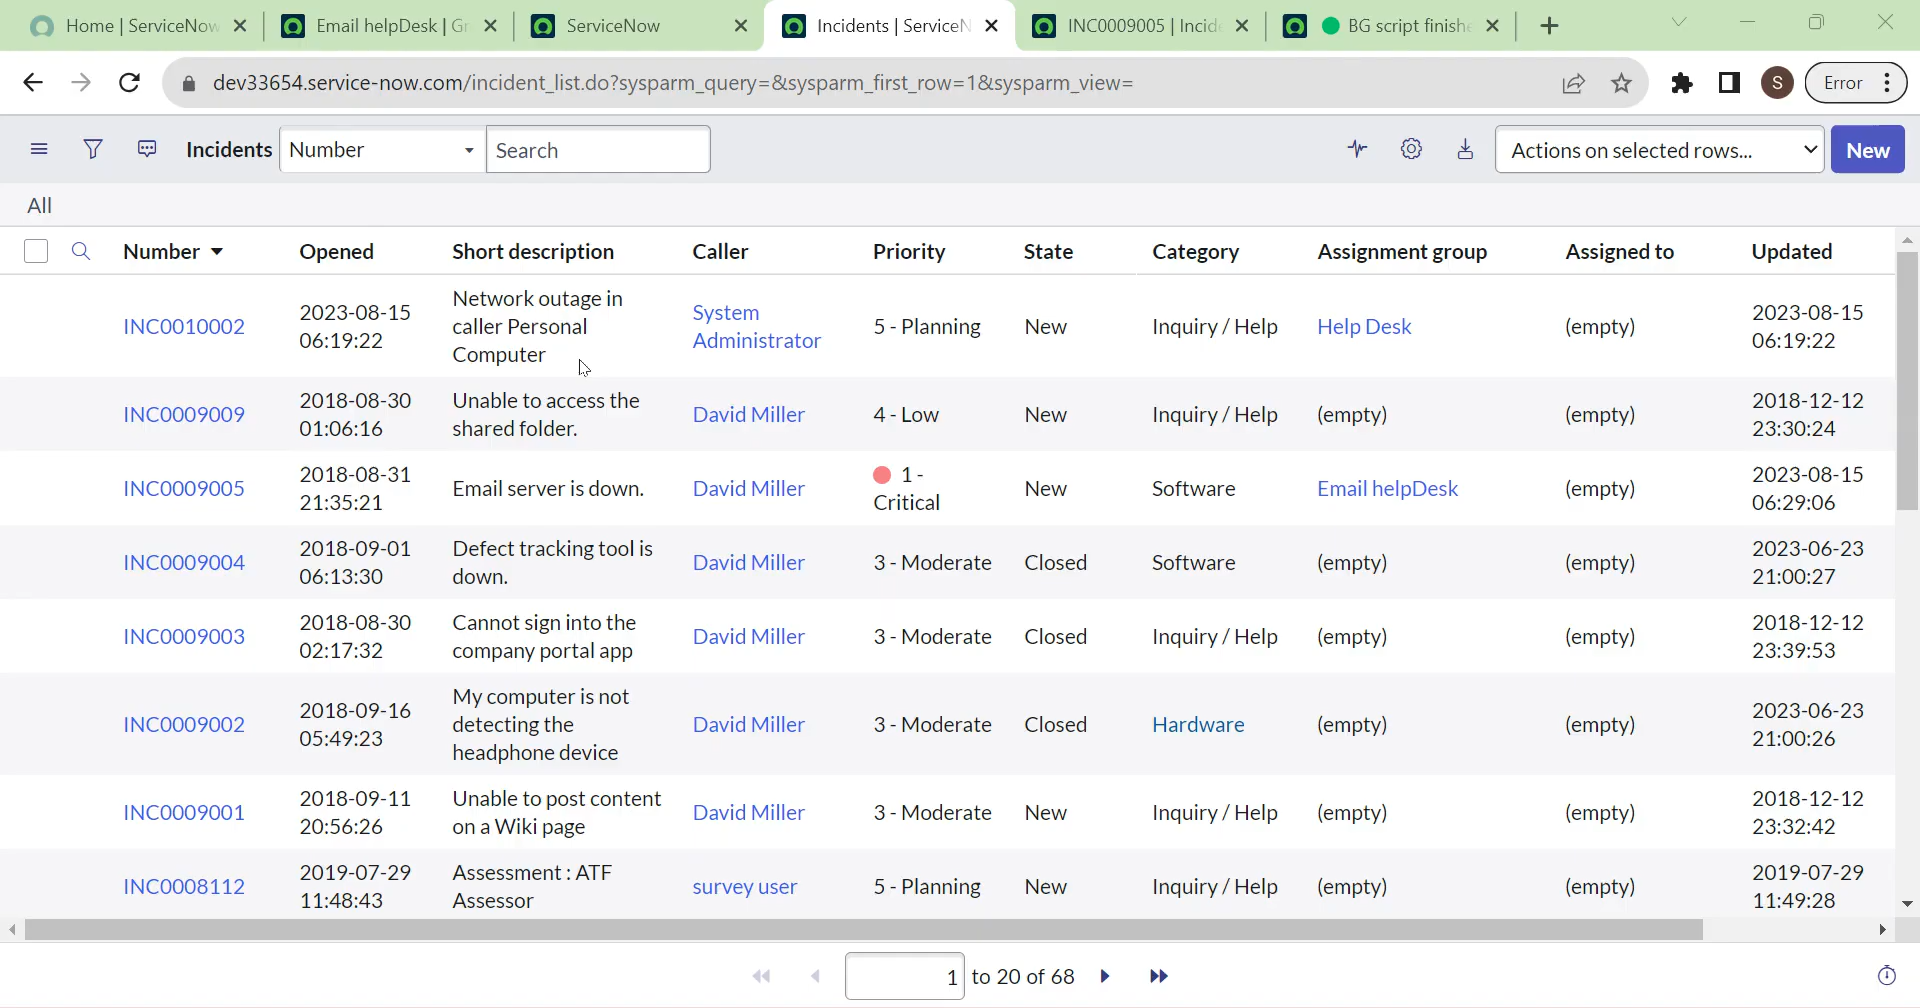 Home | ServiceNow
Email helpDesk | Gr
ServiceNow
Incidents | ServiceN
INC0009005 | Incid
BG script finishe
dev33654.service-now.com/incident_list.do?sysparm_query=&sysparm_first_row=1&sysparm_view=
S
Error
Incidents
Number
Search
Actions on selected rows...
New
All
Number
Opened
Short description
Caller
Priority
State
Category
Assignment group
Assigned to
Updated
INC0010002
2023-08-15
06:19:22
Network outage in
caller Personal
Computer
System
Administrator
5 - Planning
New
Inquiry / Help
Help Desk
(empty)
2023-08-15
06:19:22
INC0009009
2018-08-30
01:06:16
Unable to access the
shared folder.
David Miller
4 - Low
New
Inquiry / Help
(empty)
(empty)
2018-12-12
23:30:24
INC0009005
2018-08-31
21:35:21
Email server is down.
David Miller
1 -
Critical
New
Software
Email helpDesk
(empty)
2023-08-15
06:29:06
INC0009004
2018-09-01
06:13:30
Defect tracking tool is
down.
David Miller
3 - Moderate
Closed
Software
(empty)
(empty)
2023-06-23
21:00:27
INC0009003
2018-08-30
02:17:32
Cannot sign into the
company portal app
David Miller
3 - Moderate
Closed
Inquiry / Help
(empty)
(empty)
2018-12-12
23:39:53
INC0009002
2018-09-16
05:49:23
My computer is not
detecting the
headphone device
David Miller
3 - Moderate
Closed
Hardware
(empty)
(empty)
2023-06-23
21:00:26
INC0009001
2018-09-11
20:56:26
Unable to post content
on a Wiki page
David Miller
3 - Moderate
New
Inquiry / Help
(empty)
(empty)
2018-12-12
23:32:42
INC0008112
2019-07-29
11:48:43
Assessment : ATF
Assessor
survey user
5 - Planning
New
Inquiry / Help
(empty)
(empty)
2019-07-29
11:49:28
1 to 20 of 68